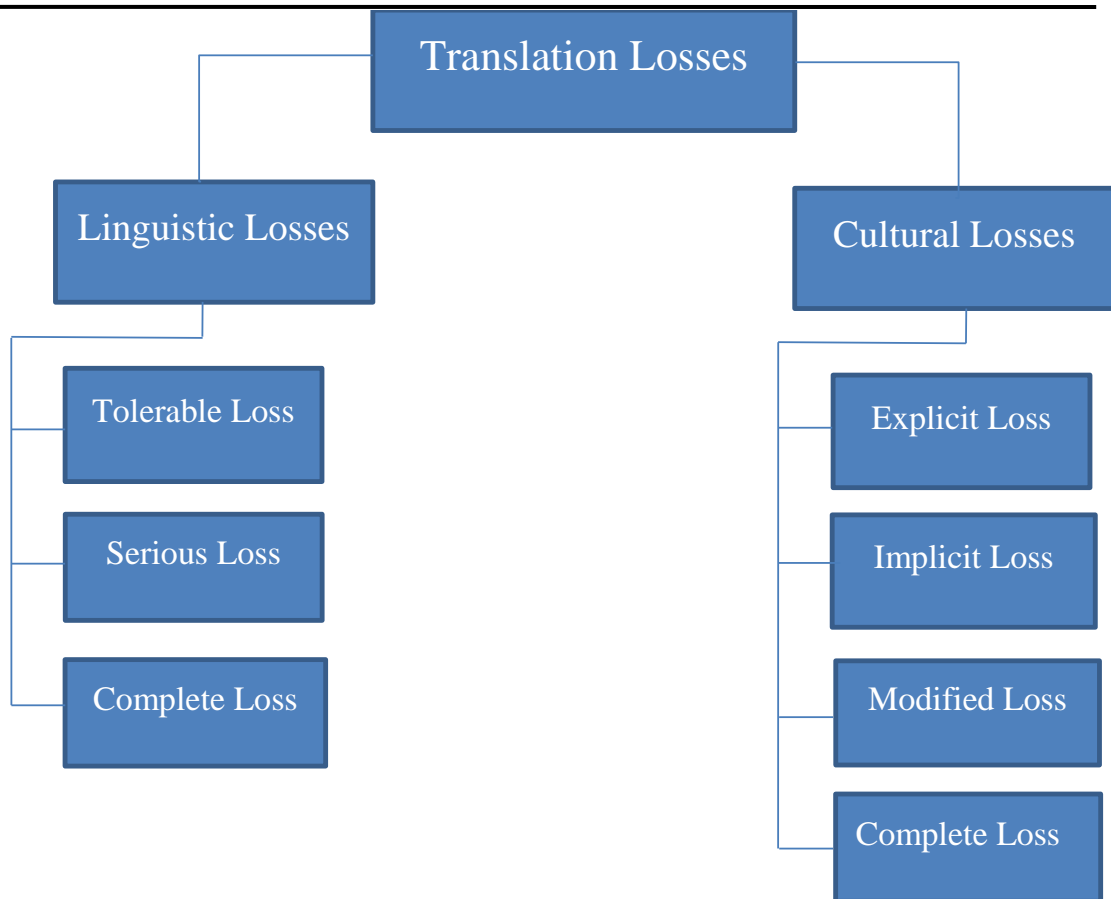 Translation Losses
Linguistic Losses
Cultural Losses
Tolerable Loss
Serious Loss
Complete Loss
Explicit Loss
Implicit Loss
Modified Loss
Complete Loss